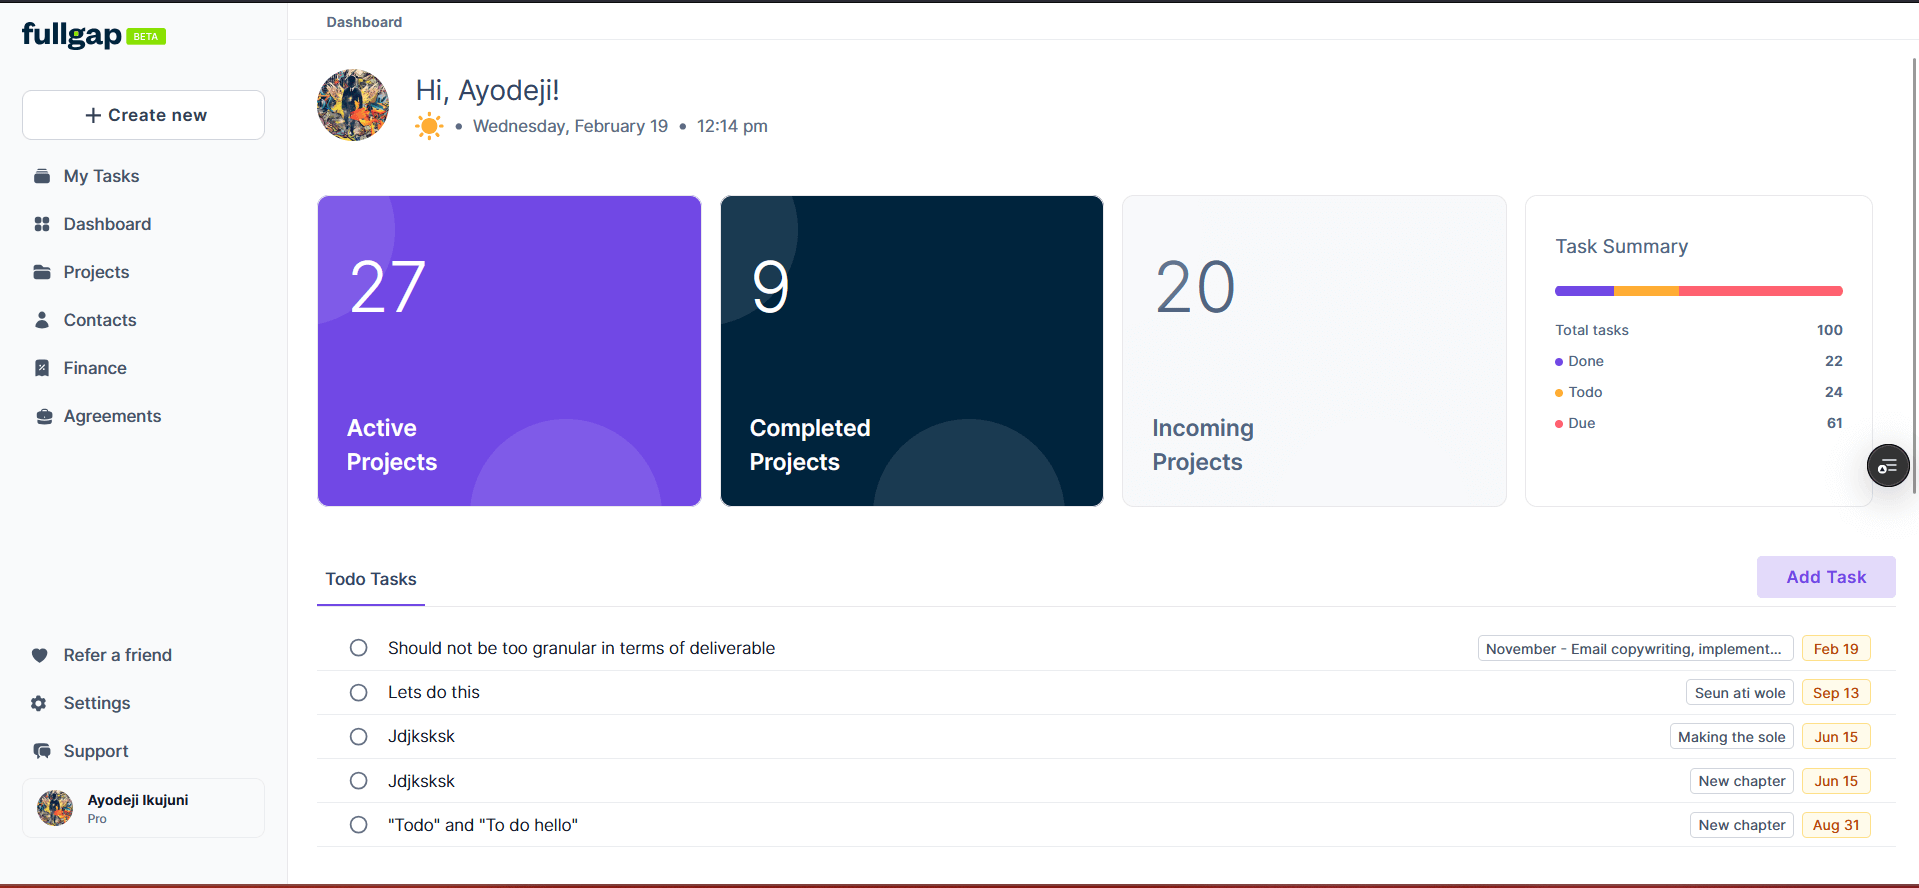 fullgap BETA
Create new
My Tasks
Dashboard
Projects
Contacts
Finance
Agreements
Refer a friend
Settings
Support
Ayodeji Ikujuni
Pro
Dashboard
Hi, Ayodeji!
• Wednesday, February 19 • 12:14 pm
27
Active
Projects
9
Completed
Projects
20
Incoming
Projects
Task Summary
Total tasks 100
Done 22
Todo 24
Due 61
Todo Tasks
Add Task
Should not be too granular in terms of deliverable November - Email copywriting, implement... Feb 19
Lets do this Seun ati wole Sep 13
Jdjksksk Making the sole Jun 15
Jdjksksk New chapter Jun 15
"Todo" and "To do hello" New chapter Aug 31